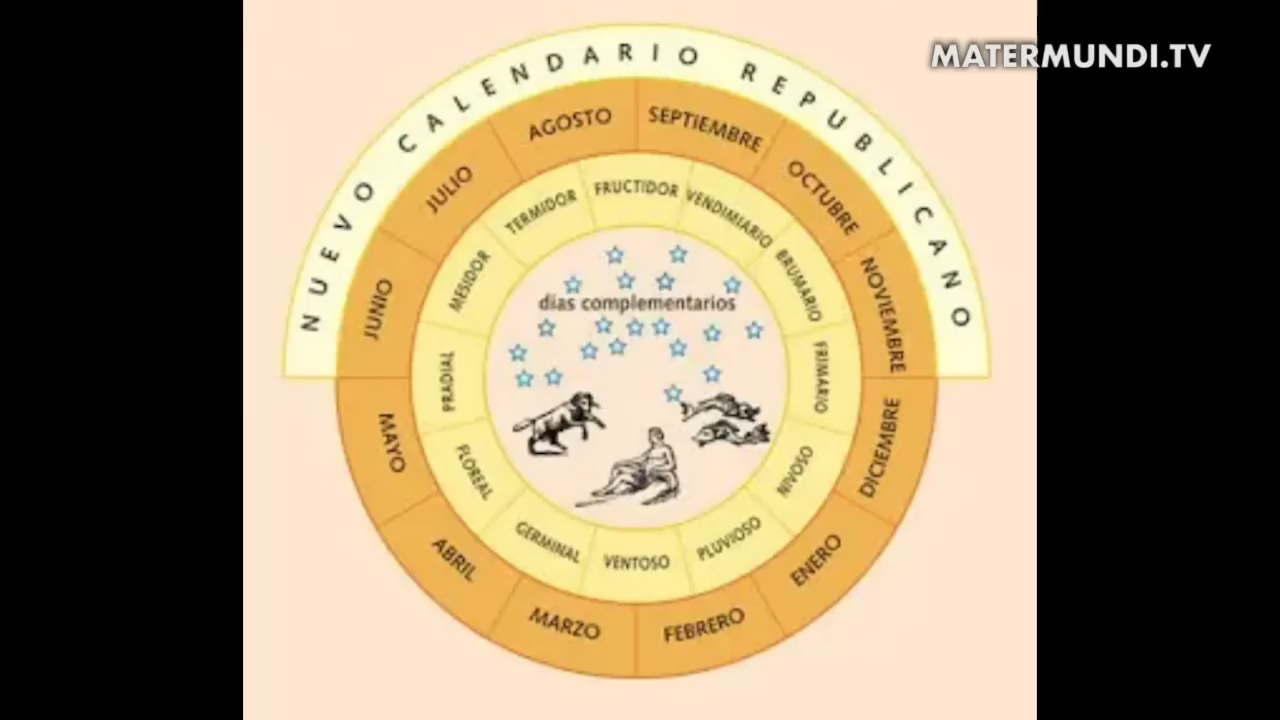 MATERMUNDI.TV
NUEVO CALENDARIO REPUBLICANO
AGOSTO
SEPTIEMBRE
OCTUBRE
NOVIEMBRE
DICIEMBRE
ENERO
FEBRERO
MARZO
ABRIL
MAYO
JUNIO
JULIO
FRUCTIDOR
VENDIMIARIO
BRUMARIO
FRIMARIO
NIVOSO
PLUVIOSO
VENTOSO
GERMINAL
FLOREAL
PRADIAL
MESIDOR
TERMIDOR
días complementarios